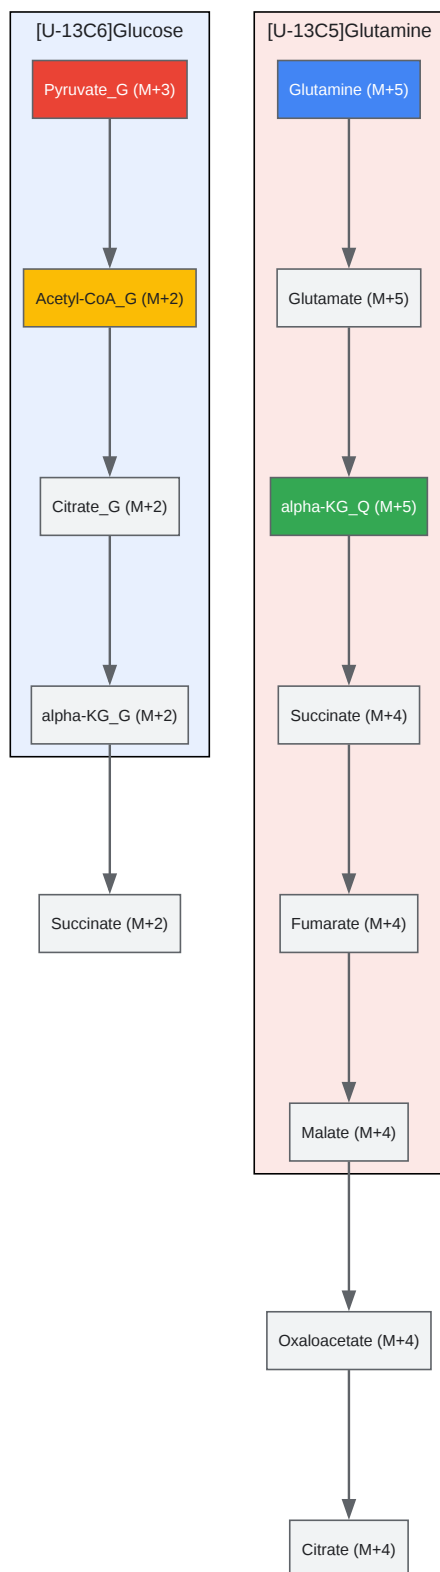 [U-13C6]Glucose
Pyruvate_G (M+3)
Acetyl-CoA_G (M+2)
Citrate_G (M+2)
alpha-KG_G (M+2)
Succinate (M+2)
[U-13C5]Glutamine
Glutamine (M+5)
Glutamate (M+5)
alpha-KG_Q (M+5)
Succinate (M+4)
Fumarate (M+4)
Malate (M+4)
Oxaloacetate (M+4)
Citrate (M+4)